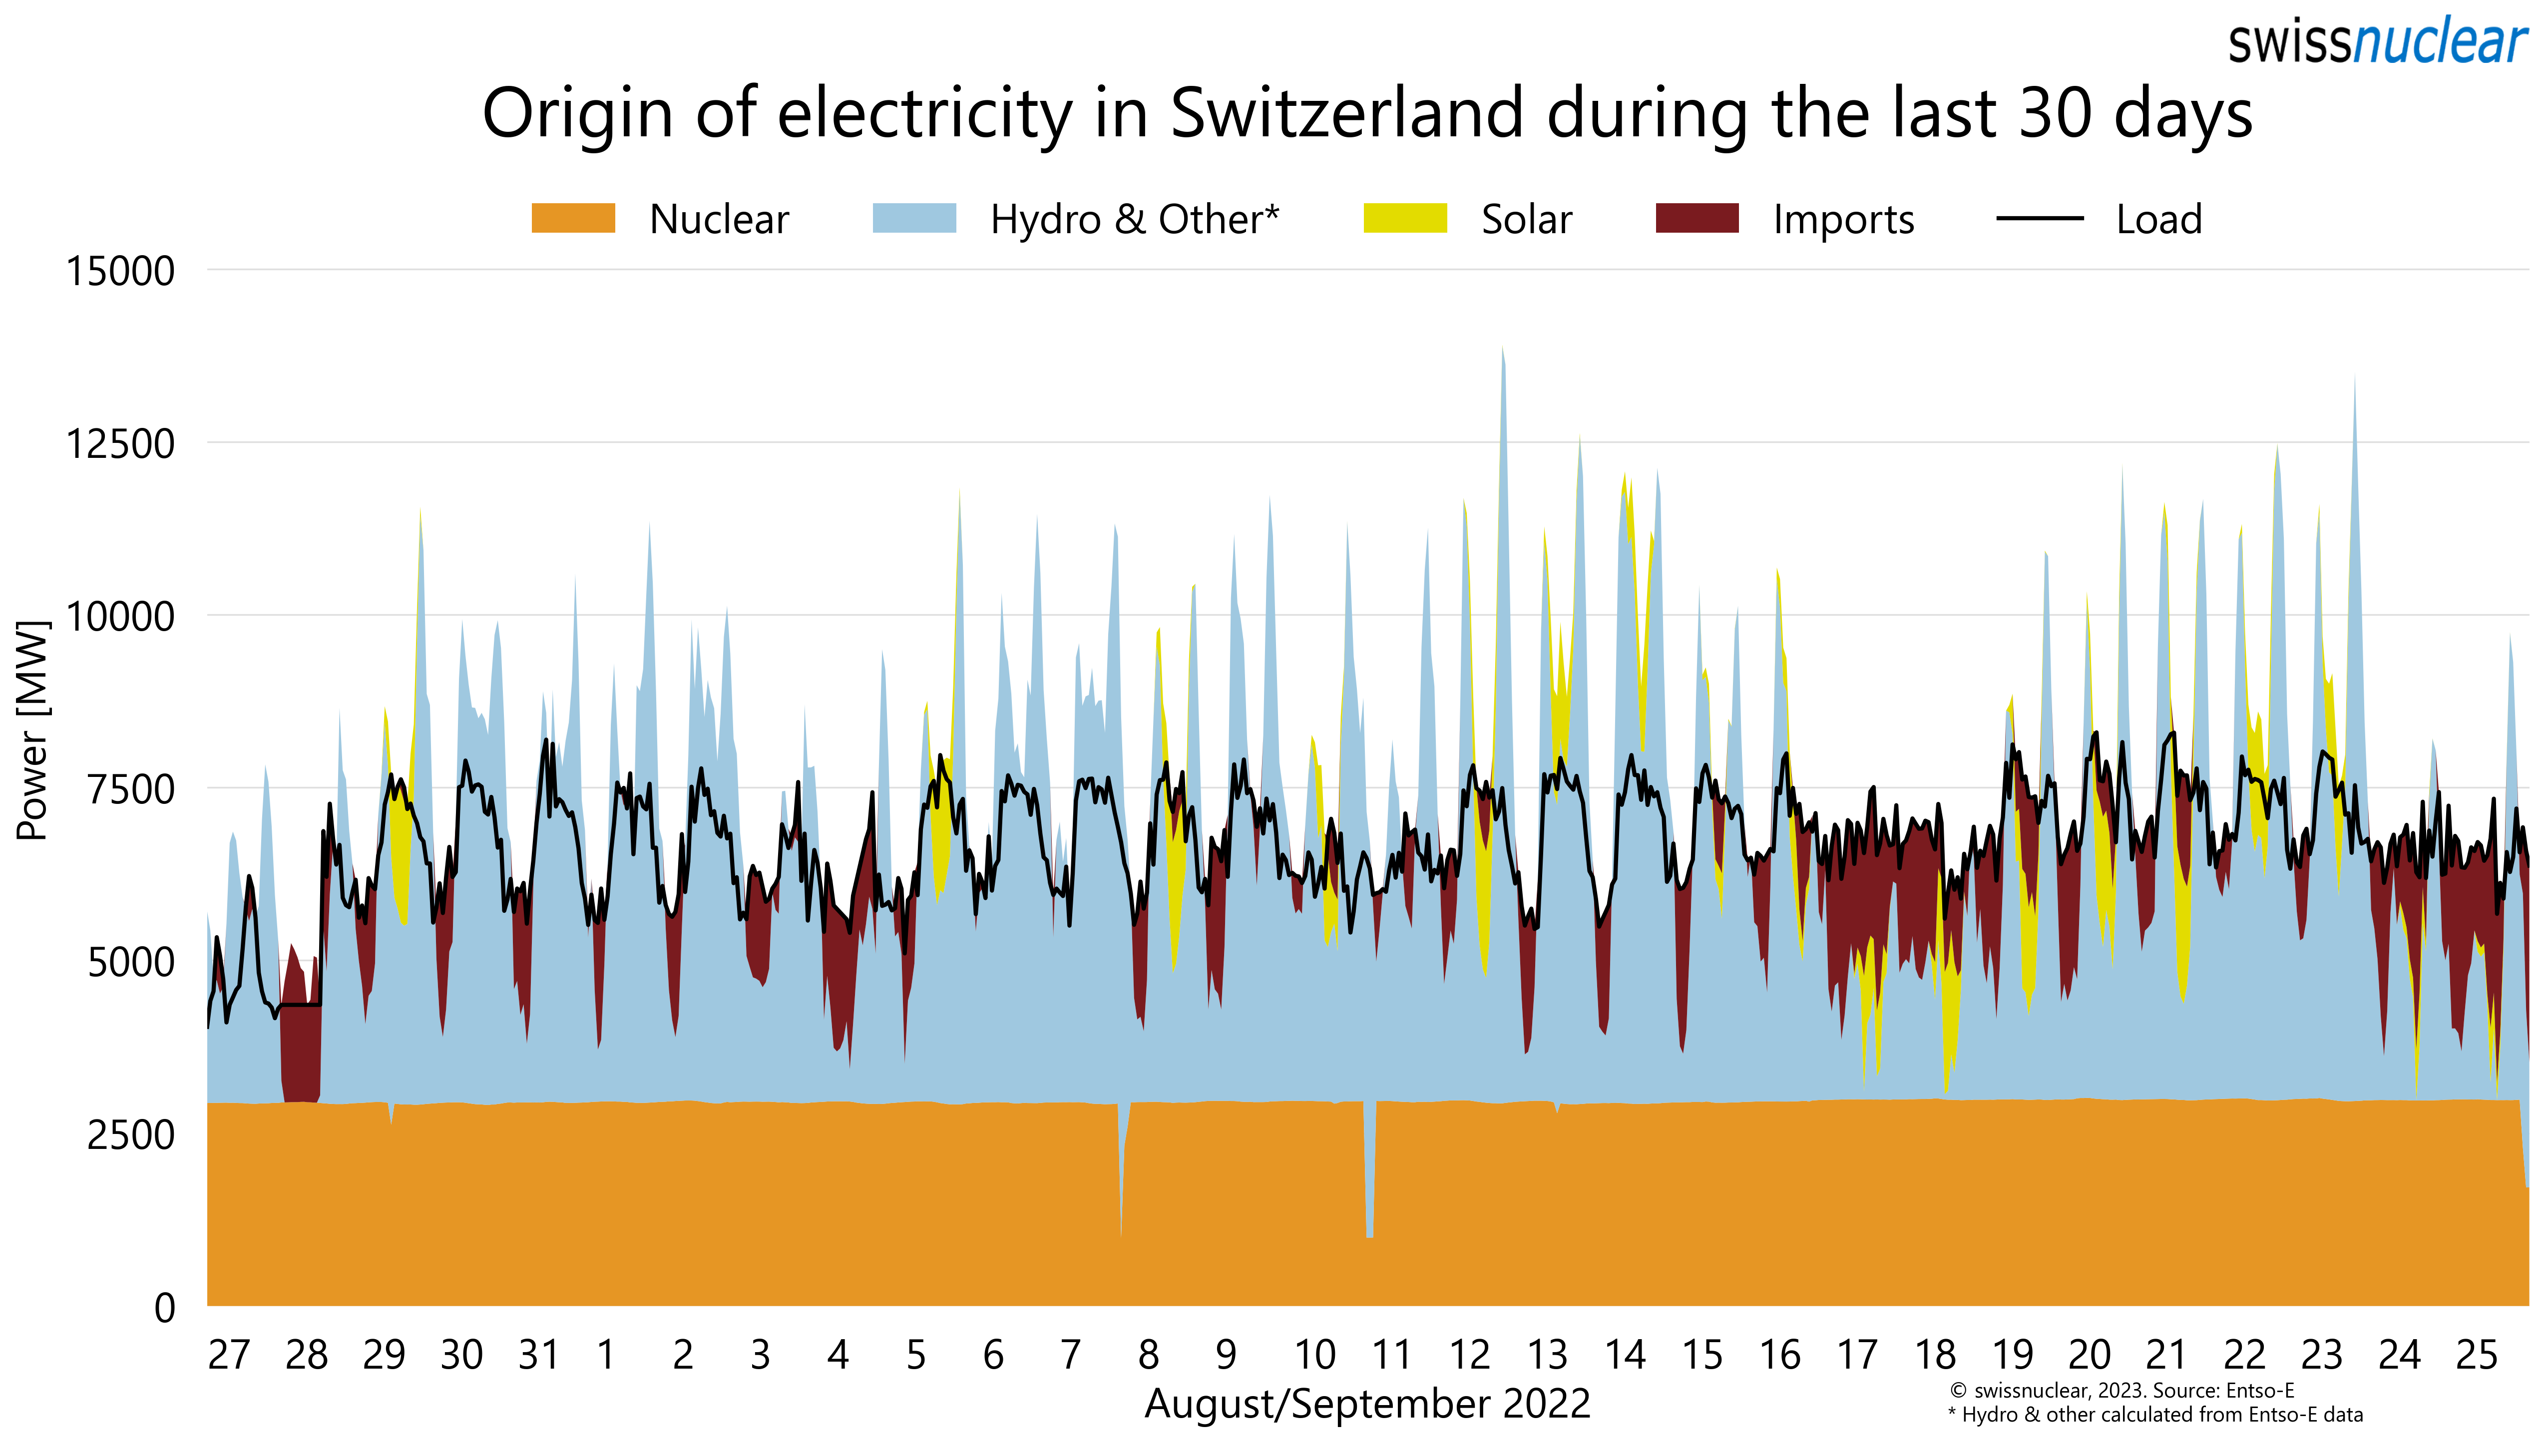 swissnuclear
Origin of electricity in Switzerland during the last 30 days
Nuclear Hydro & Other* Solar Imports Load
15000
12500
10000
7500
5000
2500
0
Power [MW]
27 28 29 30 31 1 2 3 4 5 6 7 8 9 10 11 12 13 14 15 16 17 18 19 20 21 22 23 24 25
August/September 2022
© swissnuclear, 2023. Source: Entso-E
* Hydro & other calculated from Entso-E data